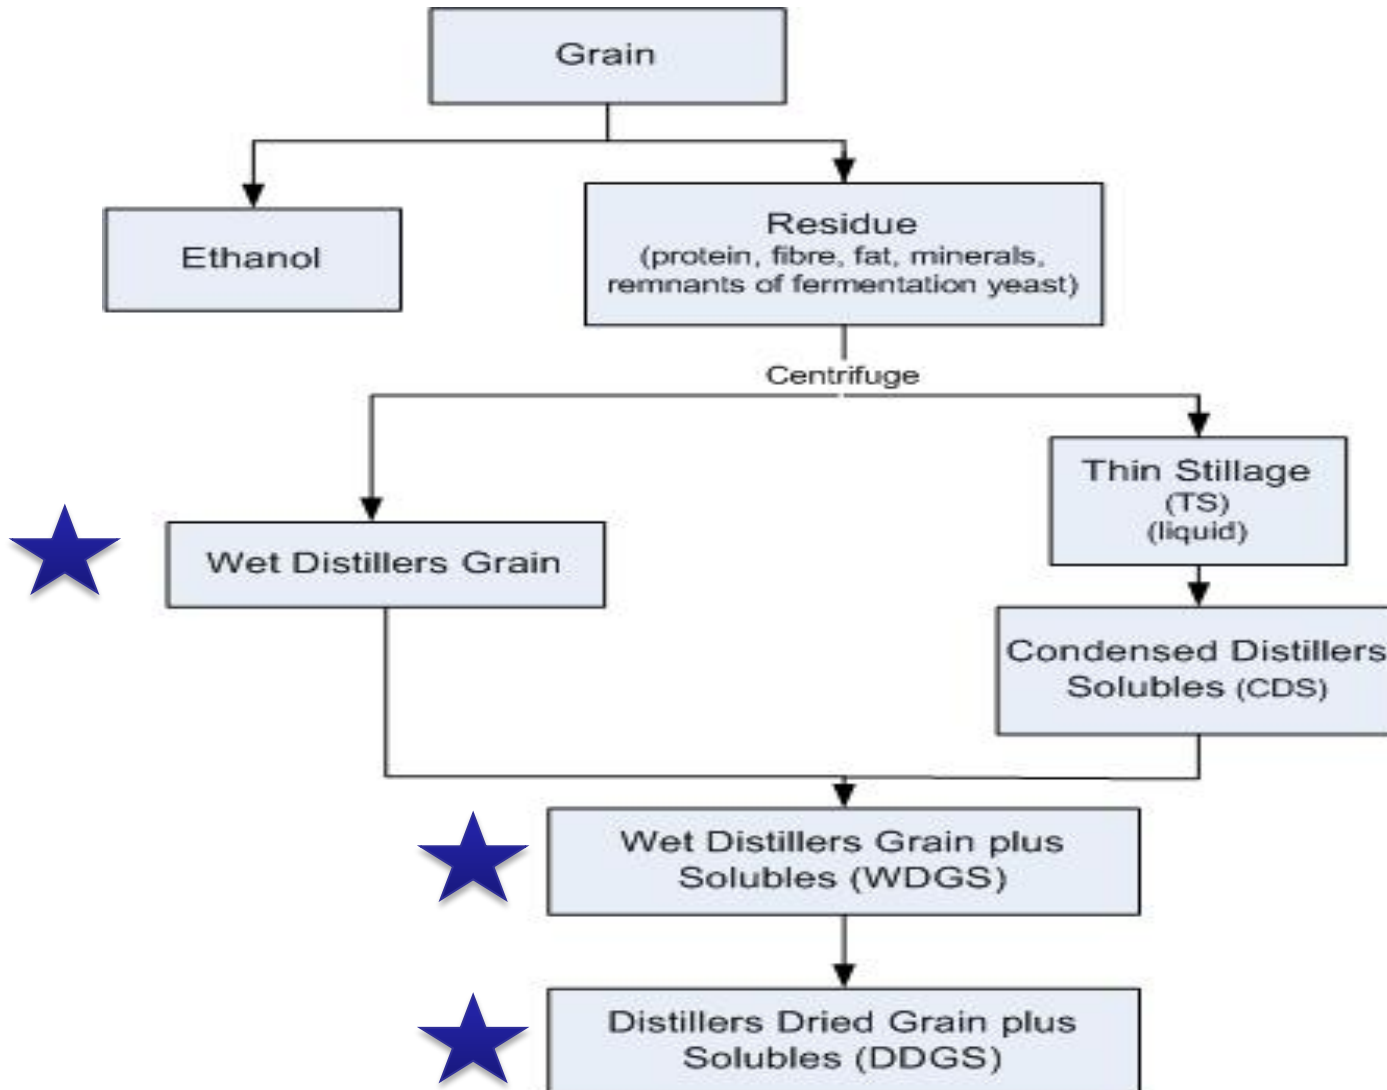 Grain
Ethanol
Residue
(protein, fibre, fat, minerals,
remnants of fermentation yeast)
Centrifuge
Thin Stillage
(TS)
(liquid)
Wet Distillers Grain
Condensed Distillers
Solubles (CDS)
Wet Distillers Grain plus
Solubles (WDGS)
Distillers Dried Grain plus
Solubles (DDGS)